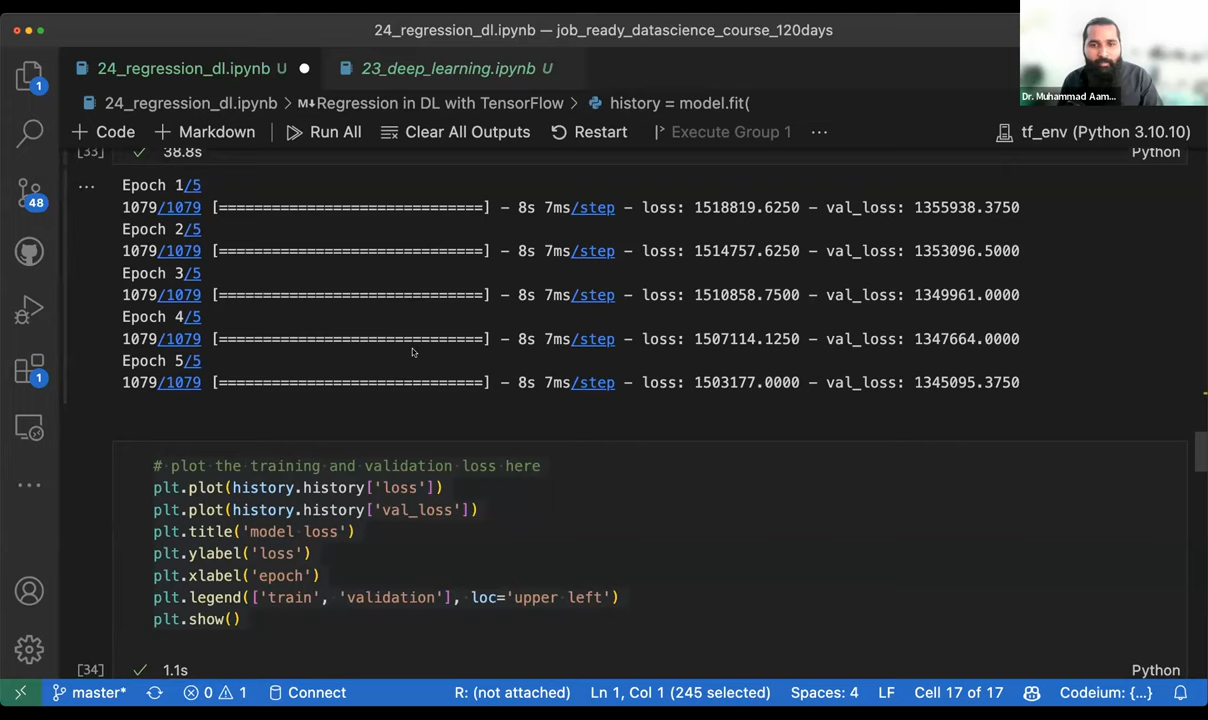 24_regression_dl.ipynb — job_ready_datascience_course_120days
24_regression_dl.ipynb U
23_deep_learning.ipynb U
Dr. Muhammad Aam...
24_regression_dl.ipynb > M↓Regression in DL with TensorFlow > history = model.fit(
+ Code + Markdown Run All Clear All Outputs Restart Execute Group 1 ... tf_env (Python 3.10.10)
[33] ✓ 38.8s Python
... Epoch 1/5
1079/1079 [==============================] - 8s 7ms/step - loss: 1518819.6250 - val_loss: 1355938.3750
Epoch 2/5
1079/1079 [==============================] - 8s 7ms/step - loss: 1514757.6250 - val_loss: 1353096.5000
Epoch 3/5
1079/1079 [==============================] - 8s 7ms/step - loss: 1510858.7500 - val_loss: 1349961.0000
Epoch 4/5
1079/1079 [==============================] - 8s 7ms/step - loss: 1507114.1250 - val_loss: 1347664.0000
Epoch 5/5
1079/1079 [==============================] - 8s 7ms/step - loss: 1503177.0000 - val_loss: 1345095.3750
# plot the training and validation loss here
plt.plot(history.history['loss'])
plt.plot(history.history['val_loss'])
plt.title('model loss')
plt.ylabel('loss')
plt.xlabel('epoch')
plt.legend(['train', 'validation'], loc='upper left')
plt.show()
[34] ✓ 1.1s Python
1
48
1
master* 0 1 Connect R: (not attached) Ln 1, Col 1 (245 selected) Spaces: 4 LF Cell 17 of 17 Codeium: {...}